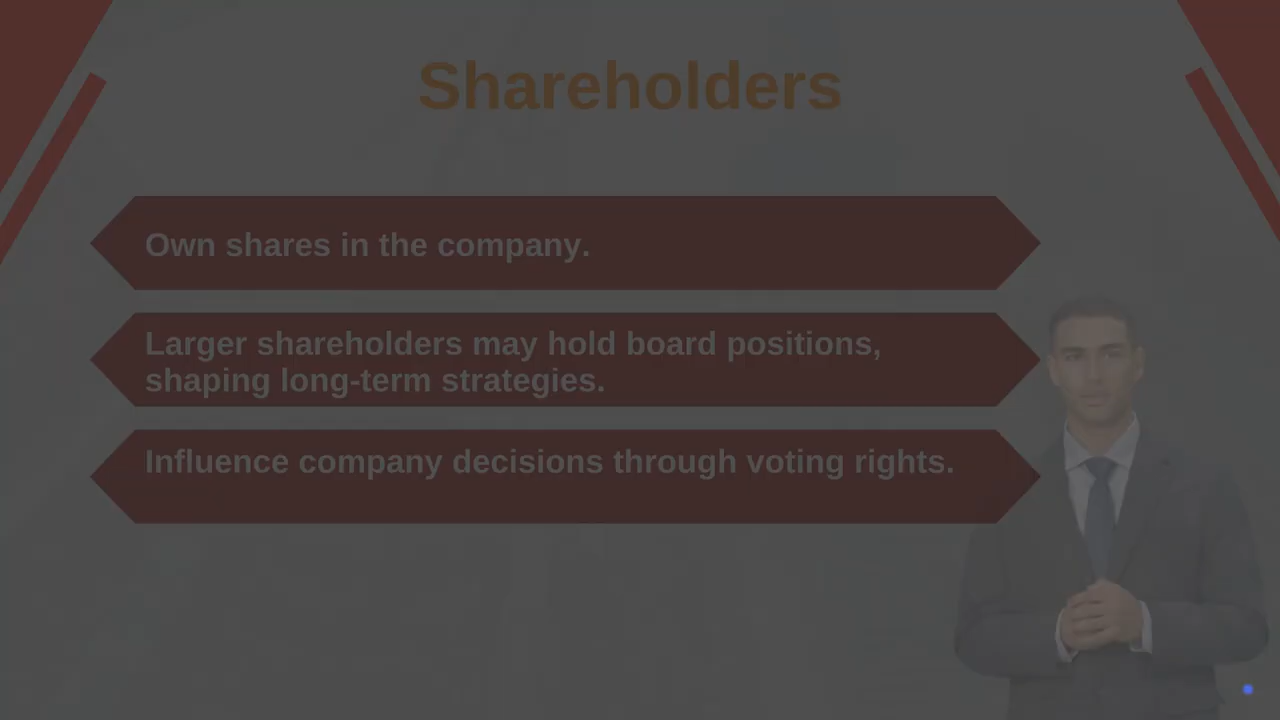 Shareholders
Own shares in the company.
Larger shareholders may hold board positions,
shaping long-term strategies.
Influence company decisions through voting rights.